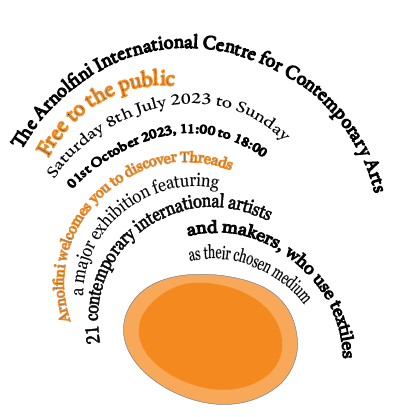 The Arnolfini International Centre for Contemporary Arts
Free to the public
Saturday 8th July 2023 to Sunday
01st October 2023, 11:00 to 18:00
Arnolfini welcomes you to discover Threads
a major exhibition featuring
21 contemporary international artists
and makers, who use textiles
as their chosen medium